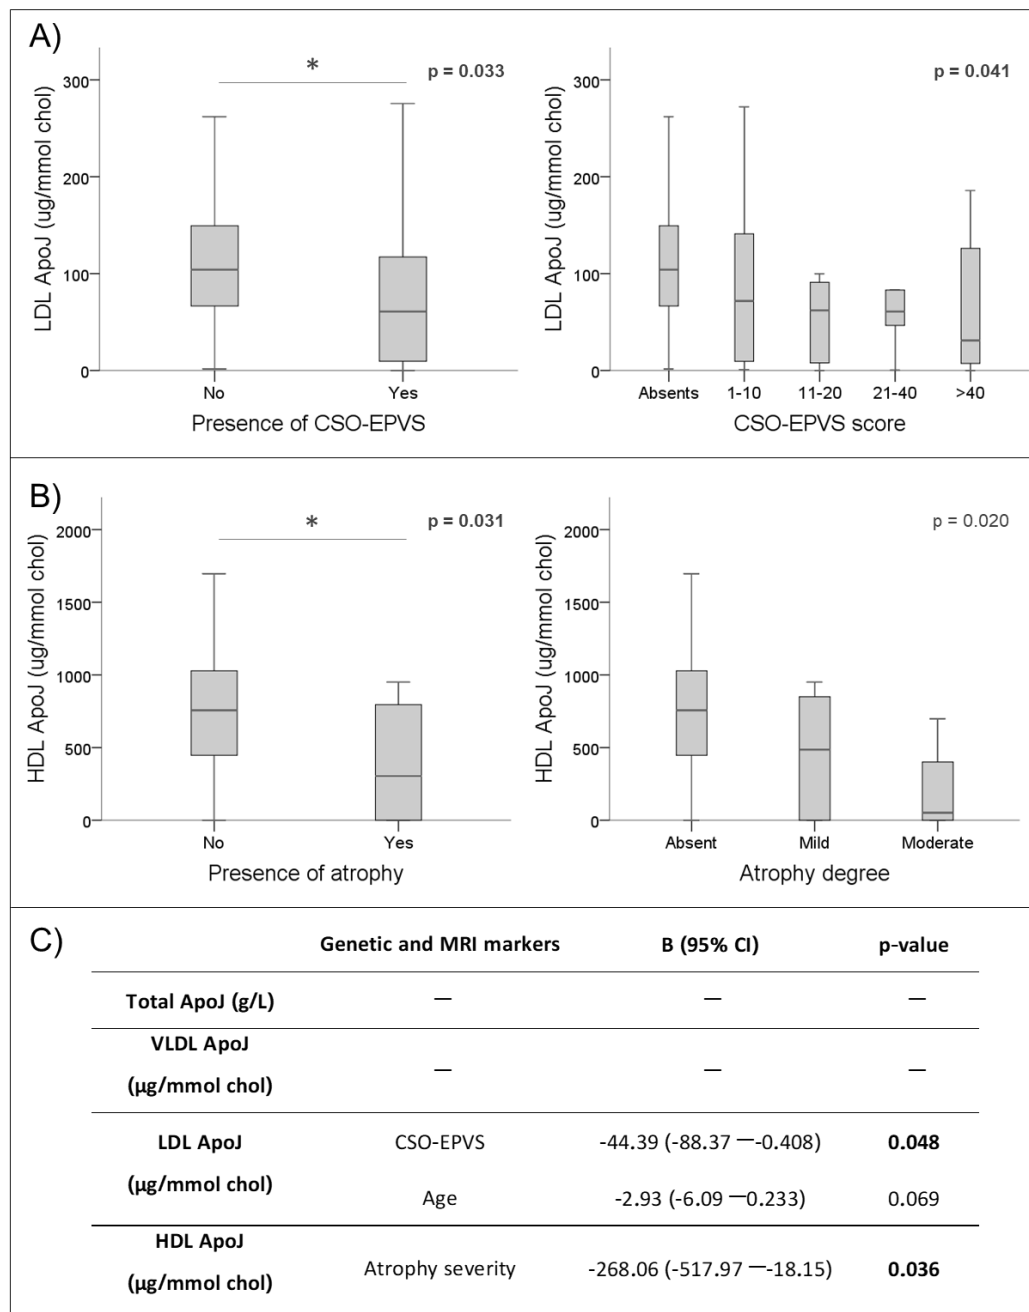 A)
*
p = 0.033
LDL ApoJ (ug/mmol chol)
300
200
100
0
No
Yes
Presence of CSO-EPVS
p = 0.041
LDL ApoJ (ug/mmol chol)
300
200
100
0
Absents
1-10
11-20
21-40
>40
CSO-EPVS score
B)
*
p = 0.031
HDL ApoJ (ug/mmol chol)
2000
1500
1000
500
0
No
Yes
Presence of atrophy
p = 0.020
HDL ApoJ (ug/mmol chol)
2000
1500
1000
500
0
Absent
Mild
Moderate
Atrophy degree
C)
Genetic and MRI markers B (95% CI) p-value
Total ApoJ (g/L) — — —
VLDL ApoJ
(µg/mmol chol) — — —
LDL ApoJ
(µg/mmol chol)
CSO-EPVS -44.39 (-88.37 —-0.408) 0.048
Age -2.93 (-6.09 —0.233) 0.069
HDL ApoJ
(µg/mmol chol)
Atrophy severity -268.06 (-517.97 —-18.15) 0.036